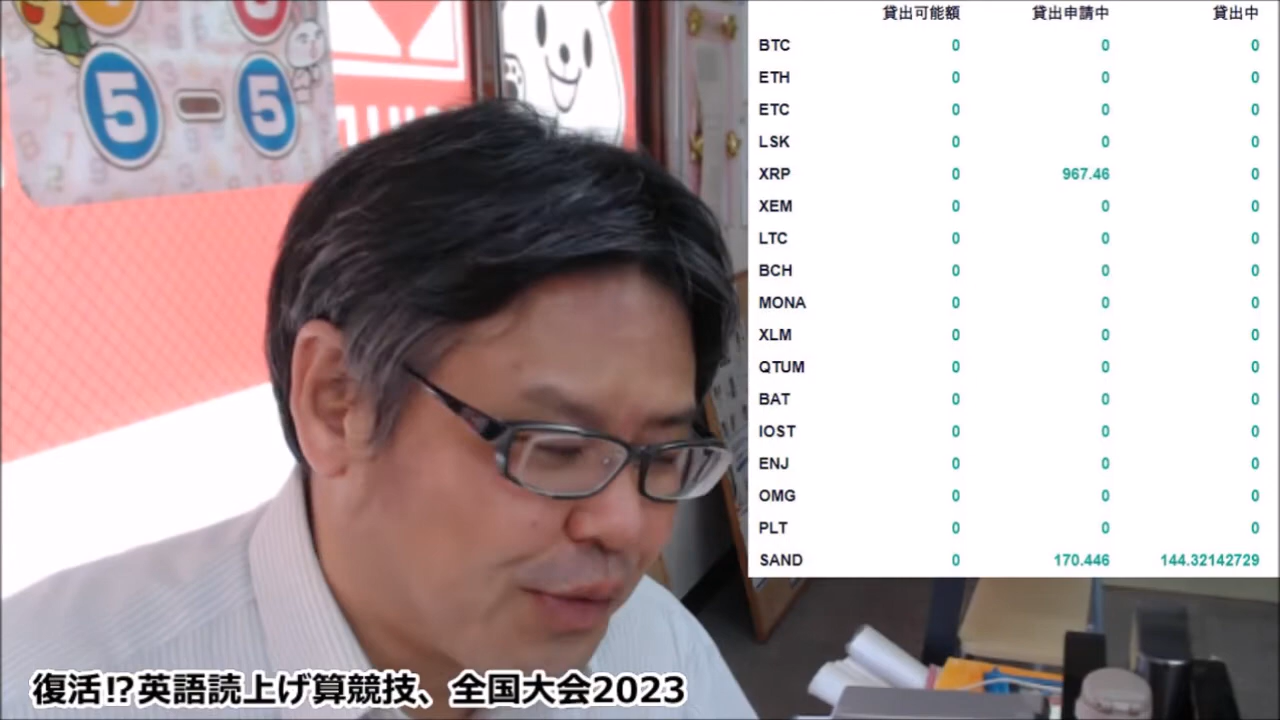 5 - 5
貸出可能額 貸出申請中 貸出中
BTC 0 0 0
ETH 0 0 0
ETC 0 0 0
LSK 0 0 0
XRP 0 967.46 0
XEM 0 0 0
LTC 0 0 0
BCH 0 0 0
MONA 0 0 0
XLM 0 0 0
QTUM 0 0 0
BAT 0 0 0
IOST 0 0 0
ENJ 0 0 0
OMG 0 0 0
PLT 0 0 0
SAND 0 170.446 144.32142729
復活!?英語読上げ算競技、全国大会2023